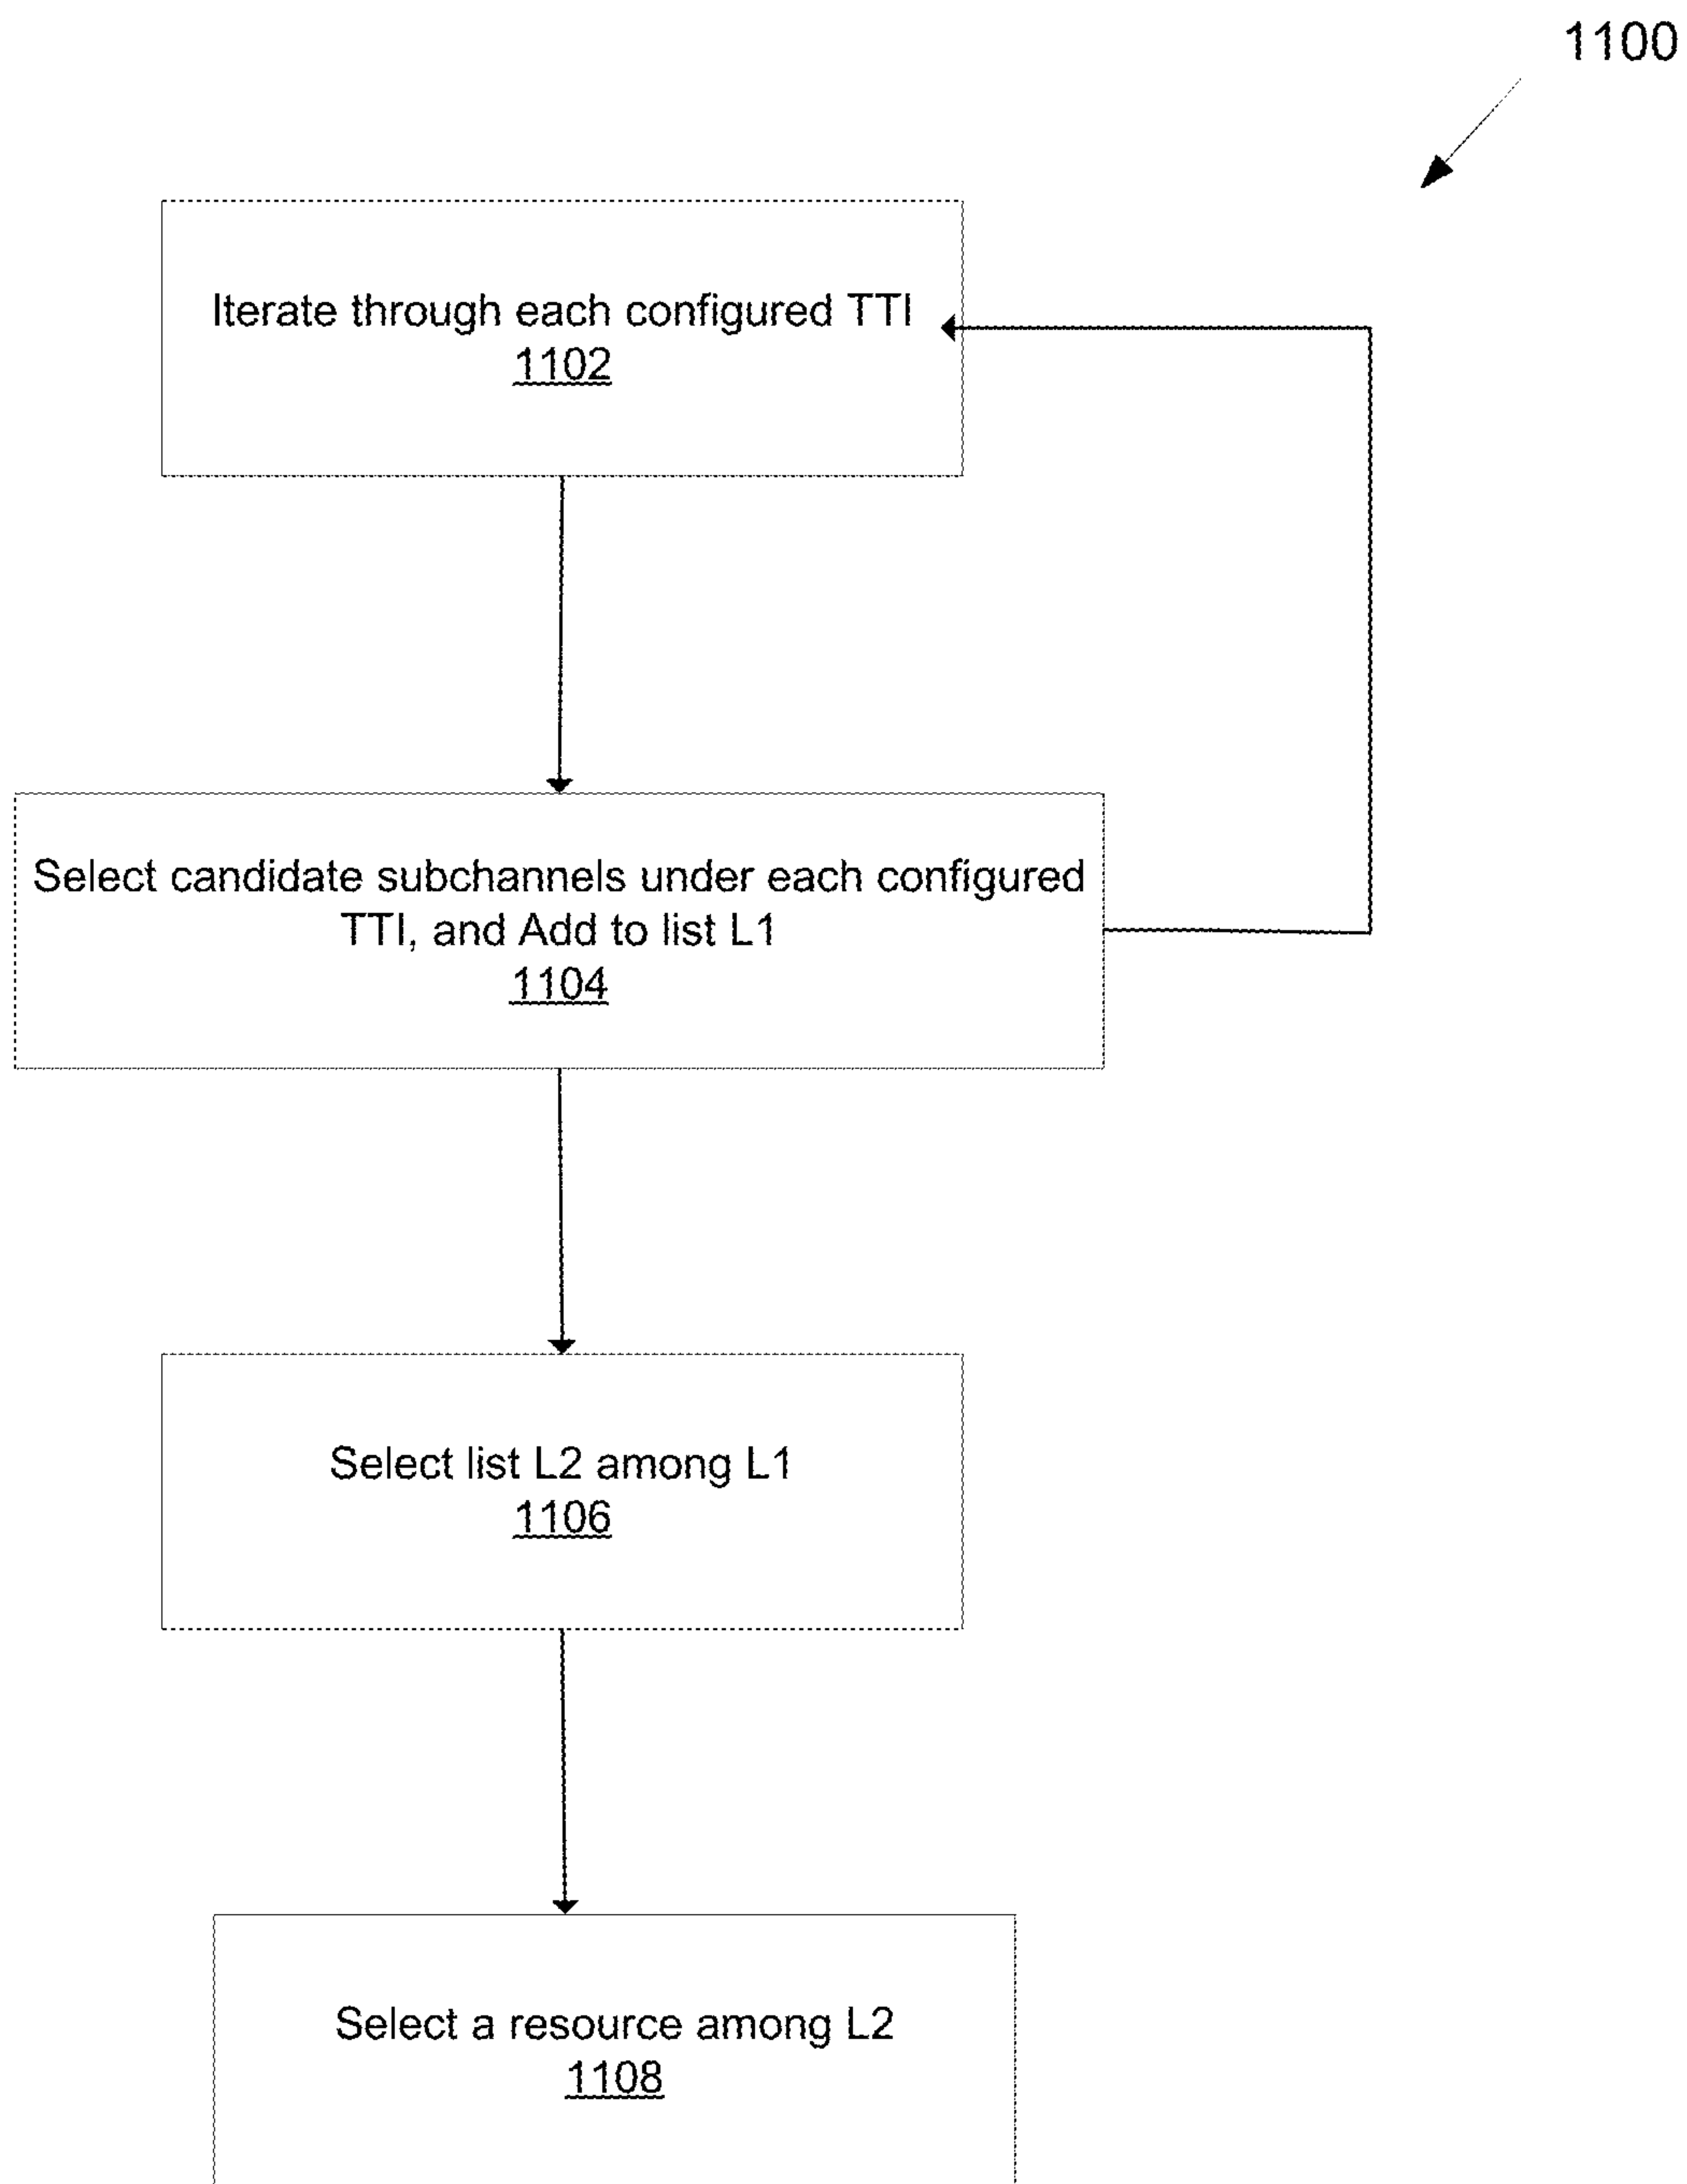 1100
Iterate through each configured TTI
1102
Select candidate subchannels under each configured
TTI, and Add to list L1
1104
Select list L2 among L1
1106
Select a resource among L2
1108